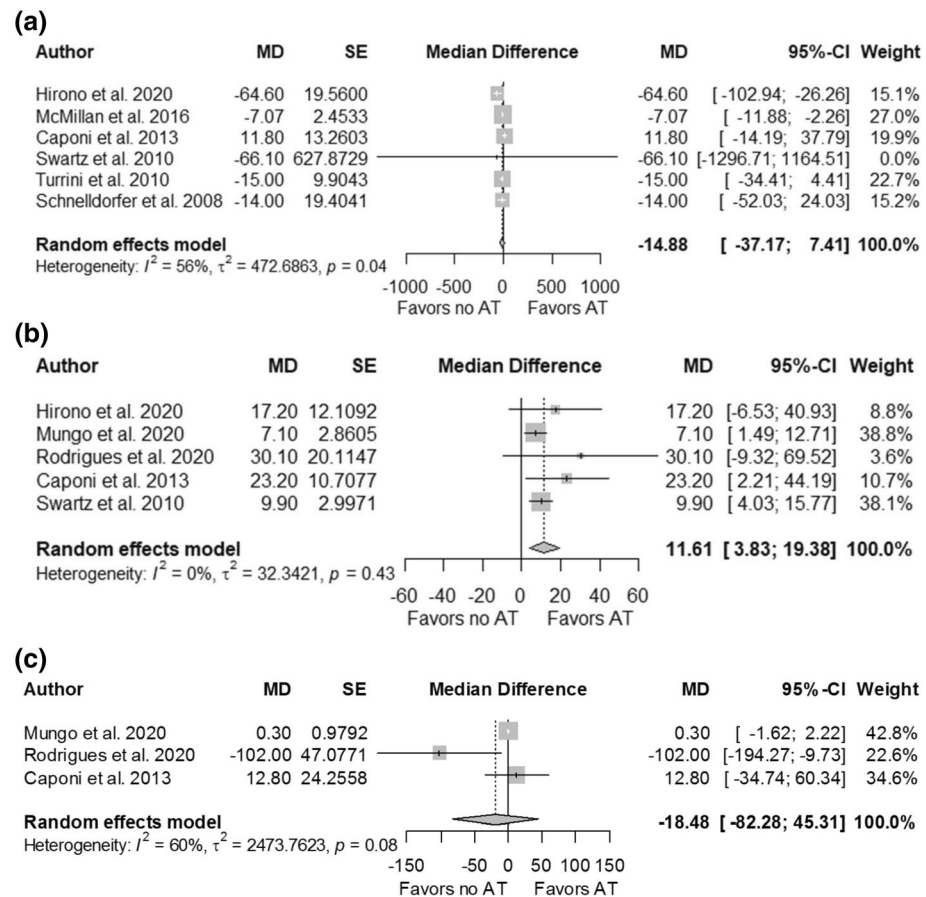 (a)
Author MD SE Median Difference MD 95%-CI Weight
Hirono et al. 2020 -64.60 19.5600 -64.60 [ -102.94; -26.26] 15.1%
McMillan et al. 2016 -7.07 2.4533 -7.07 [ -11.88; -2.26] 27.0%
Caponi et al. 2013 11.80 13.2603 11.80 [ -14.19; 37.79] 19.9%
Swartz et al. 2010 -66.10 627.8729 -66.10 [-1296.71; 1164.51] 0.0%
Turrini et al. 2010 -15.00 9.9043 -15.00 [ -34.41; 4.41] 22.7%
Schnelldorfer et al. 2008 -14.00 19.4041 -14.00 [ -52.03; 24.03] 15.2%
Random effects model -14.88 [ -37.17; 7.41] 100.0%
Heterogeneity: I² = 56%, τ² = 472.6863, p = 0.04
-1000 -500 0 500 1000
Favors no AT Favors AT
(b)
Author MD SE Median Difference MD 95%-CI Weight
Hirono et al. 2020 17.20 12.1092 17.20 [-6.53; 40.93] 8.8%
Mungo et al. 2020 7.10 2.8605 7.10 [ 1.49; 12.71] 38.8%
Rodrigues et al. 2020 30.10 20.1147 30.10 [-9.32; 69.52] 3.6%
Caponi et al. 2013 23.20 10.7077 23.20 [ 2.21; 44.19] 10.7%
Swartz et al. 2010 9.90 2.9971 9.90 [ 4.03; 15.77] 38.1%
Random effects model 11.61 [ 3.83; 19.38] 100.0%
Heterogeneity: I² = 0%, τ² = 32.3421, p = 0.43
-60 -40 -20 0 20 40 60
Favors no AT Favors AT
(c)
Author MD SE Median Difference MD 95%-CI Weight
Mungo et al. 2020 0.30 0.9792 0.30 [ -1.62; 2.22] 42.8%
Rodrigues et al. 2020 -102.00 47.0771 -102.00 [-194.27; -9.73] 22.6%
Caponi et al. 2013 12.80 24.2558 12.80 [ -34.74; 60.34] 34.6%
Random effects model -18.48 [ -82.28; 45.31] 100.0%
Heterogeneity: I² = 60%, τ² = 2473.7623, p = 0.08
-150 -50 0 50 100 150
Favors no AT Favors AT